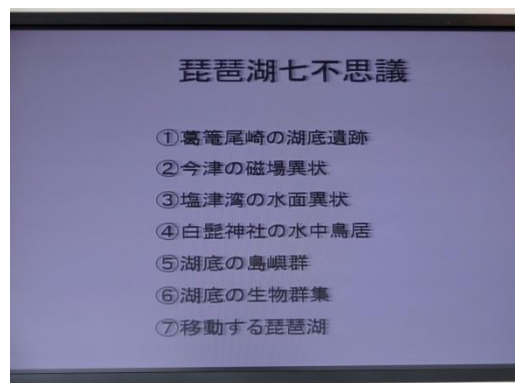 琵琶湖七不思議
①葛籠尾崎の湖底遺跡
②今津の磁場異状
③塩津湾の水面異状
④白髭神社の水中鳥居
⑤湖底の島嶼群
⑥湖底の生物群集
⑦移動する琵琶湖